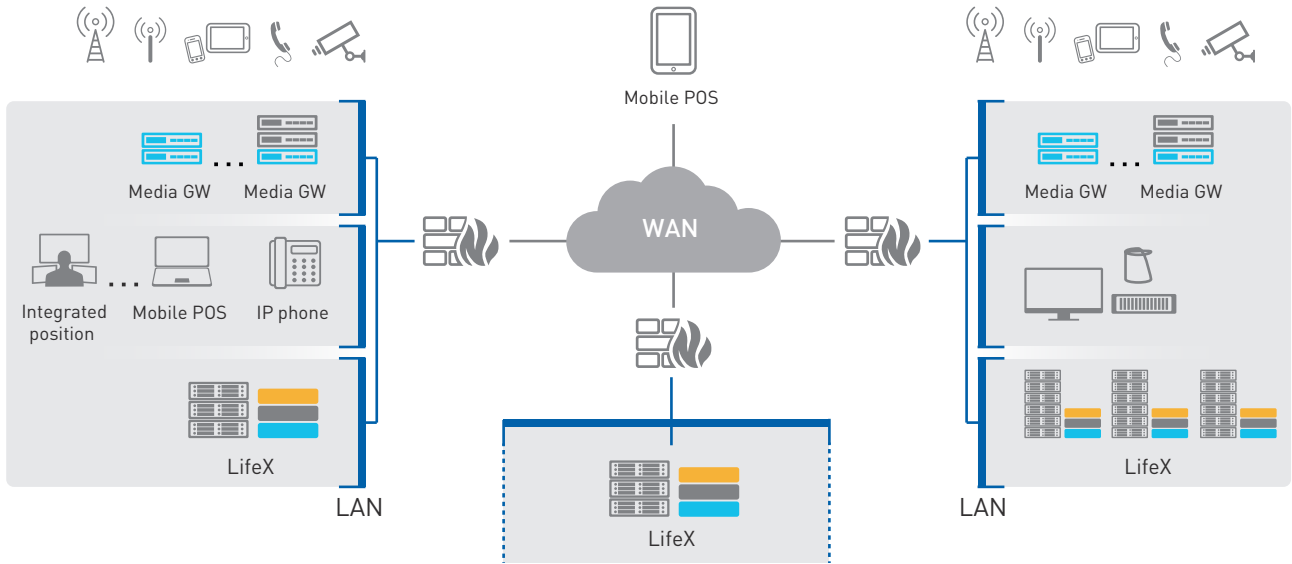 Mobile POS
Media GW
Media GW
Media GW
Media GW
WAN
Integrated
position
Mobile POS
IP phone
LifeX
LifeX
LAN
LAN
LifeX